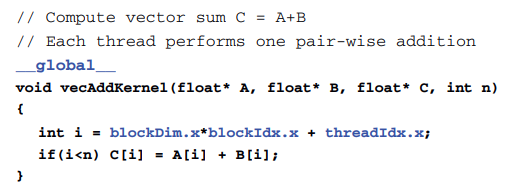 // Compute vector sum C = A+B
// Each thread performs one pair-wise addition
__global__
void vecAddKernel(float* A, float* B, float* C, int n)
{
int i = blockDim.x*blockIdx.x + threadIdx.x;
if(i<n) C[i] = A[i] + B[i];
}